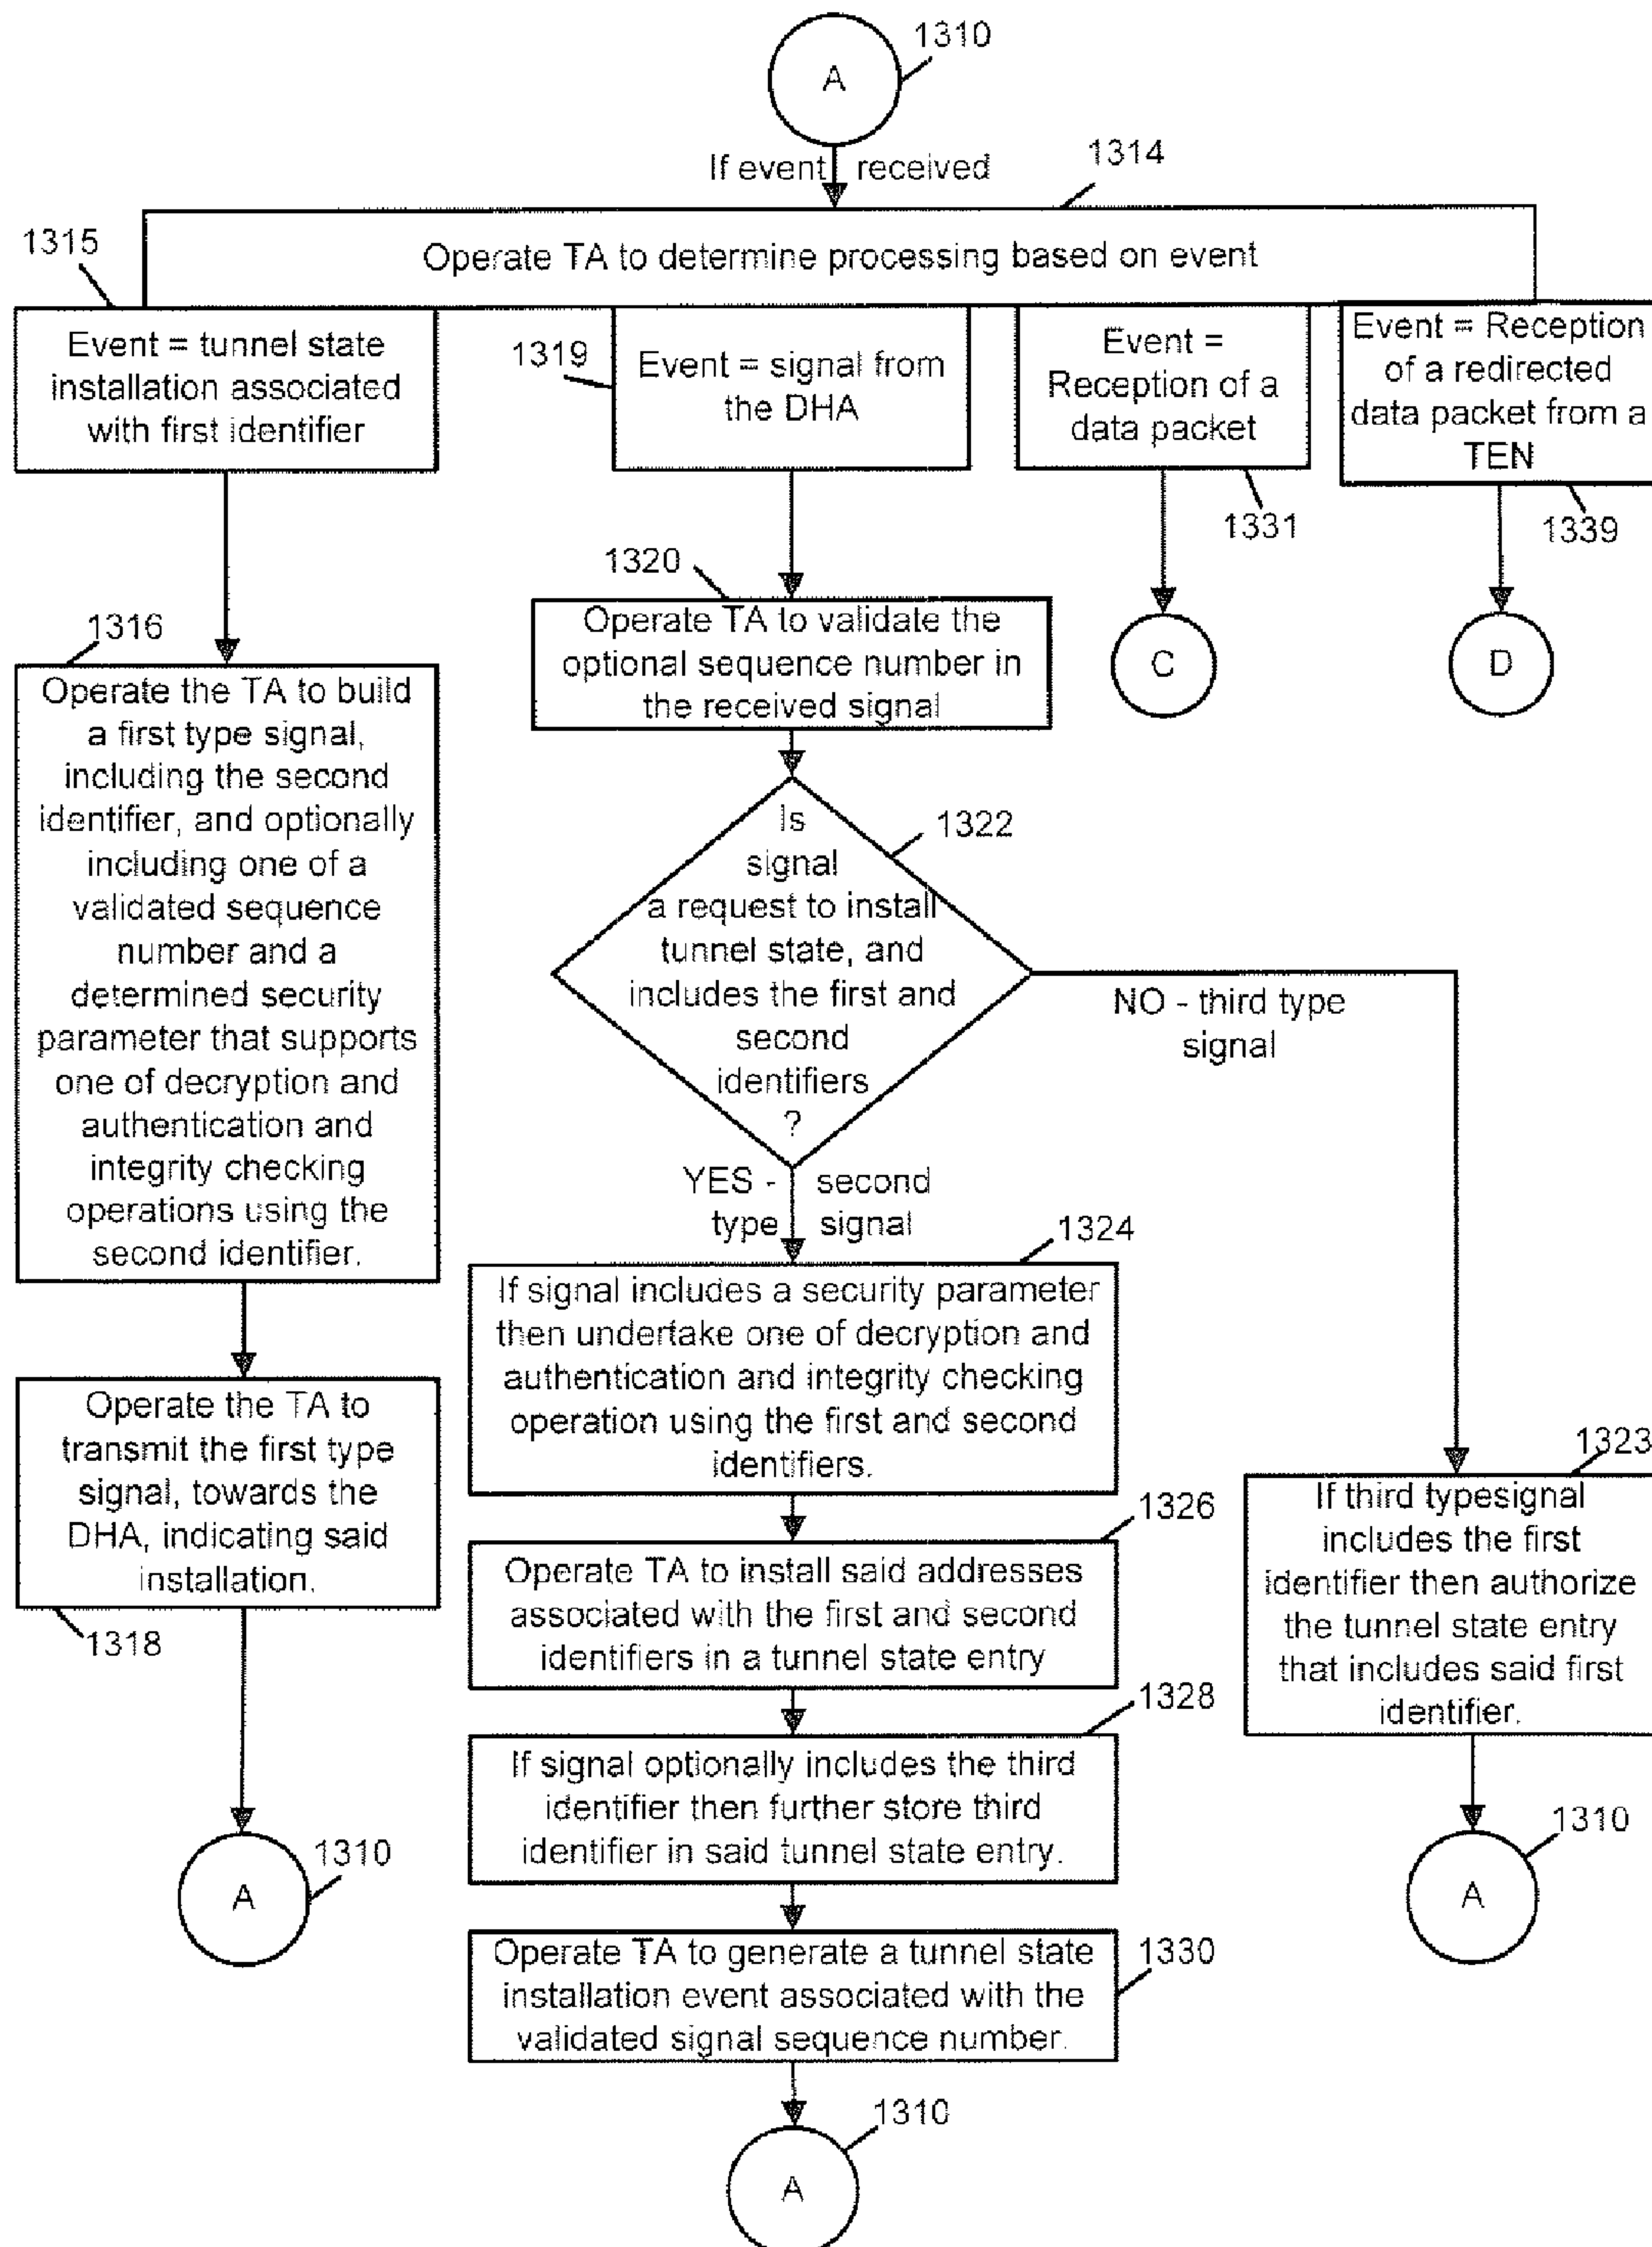 1310
A
If event received
1314
1315
Operate TA to determine processing based on event
Event = tunnel state
installation associated
with first identifier
1319
Event = signal from
the DHA
Event =
Reception of a
data packet
1331
Event = Reception
of a redirected
data packet from a
TEN
1339
C
D
1316
Operate the TA to build
a first type signal,
including the second
identifier, and optionally
including one of a
validated sequence
number and a
determined security
parameter that supports
one of decryption and
authentication and
integrity checking
operations using the
second identifier.
1320
Operate TA to validate the
optional sequence number in
the received signal
1322
Is
signal
a request to install
tunnel state, and
includes the first and
second
identifiers
?
NO - third type
signal
YES - second
type signal
1324
If signal includes a security parameter
then undertake one of decryption and
authentication and integrity checking
operation using the first and second
identifiers.
Operate the TA to
transmit the first type
signal, towards the
DHA, indicating said
installation.
1318
A
1310
1326
Operate TA to install said addresses
associated with the first and second
identifiers in a tunnel state entry
1328
If signal optionally includes the third
identifier then further store third
identifier in said tunnel state entry.
1330
Operate TA to generate a tunnel state
installation event associated with the
validated signal sequence number.
1310
A
1323
If third typesignal
includes the first
identifier then authorize
the tunnel state entry
that includes said first
identifier.
1310
A